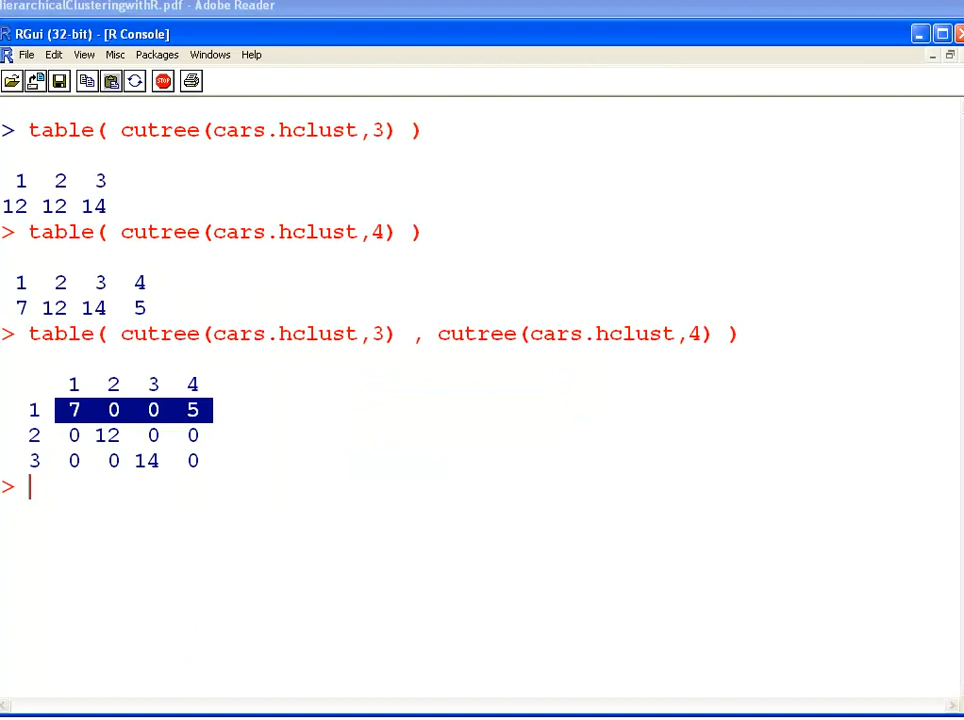 ierarchicalClusteringwithR.pdf - Adobe Reader
RGui (32-bit) - [R Console]
File Edit View Misc Packages Windows Help
STOP
> table( cutree(cars.hclust,3) )
1 2 3
12 12 14
> table( cutree(cars.hclust,4) )
1 2 3 4
7 12 14 5
> table( cutree(cars.hclust,3) , cutree(cars.hclust,4) )
1 2 3 4
1 7 0 0 5
2 0 12 0 0
3 0 0 14 0
>